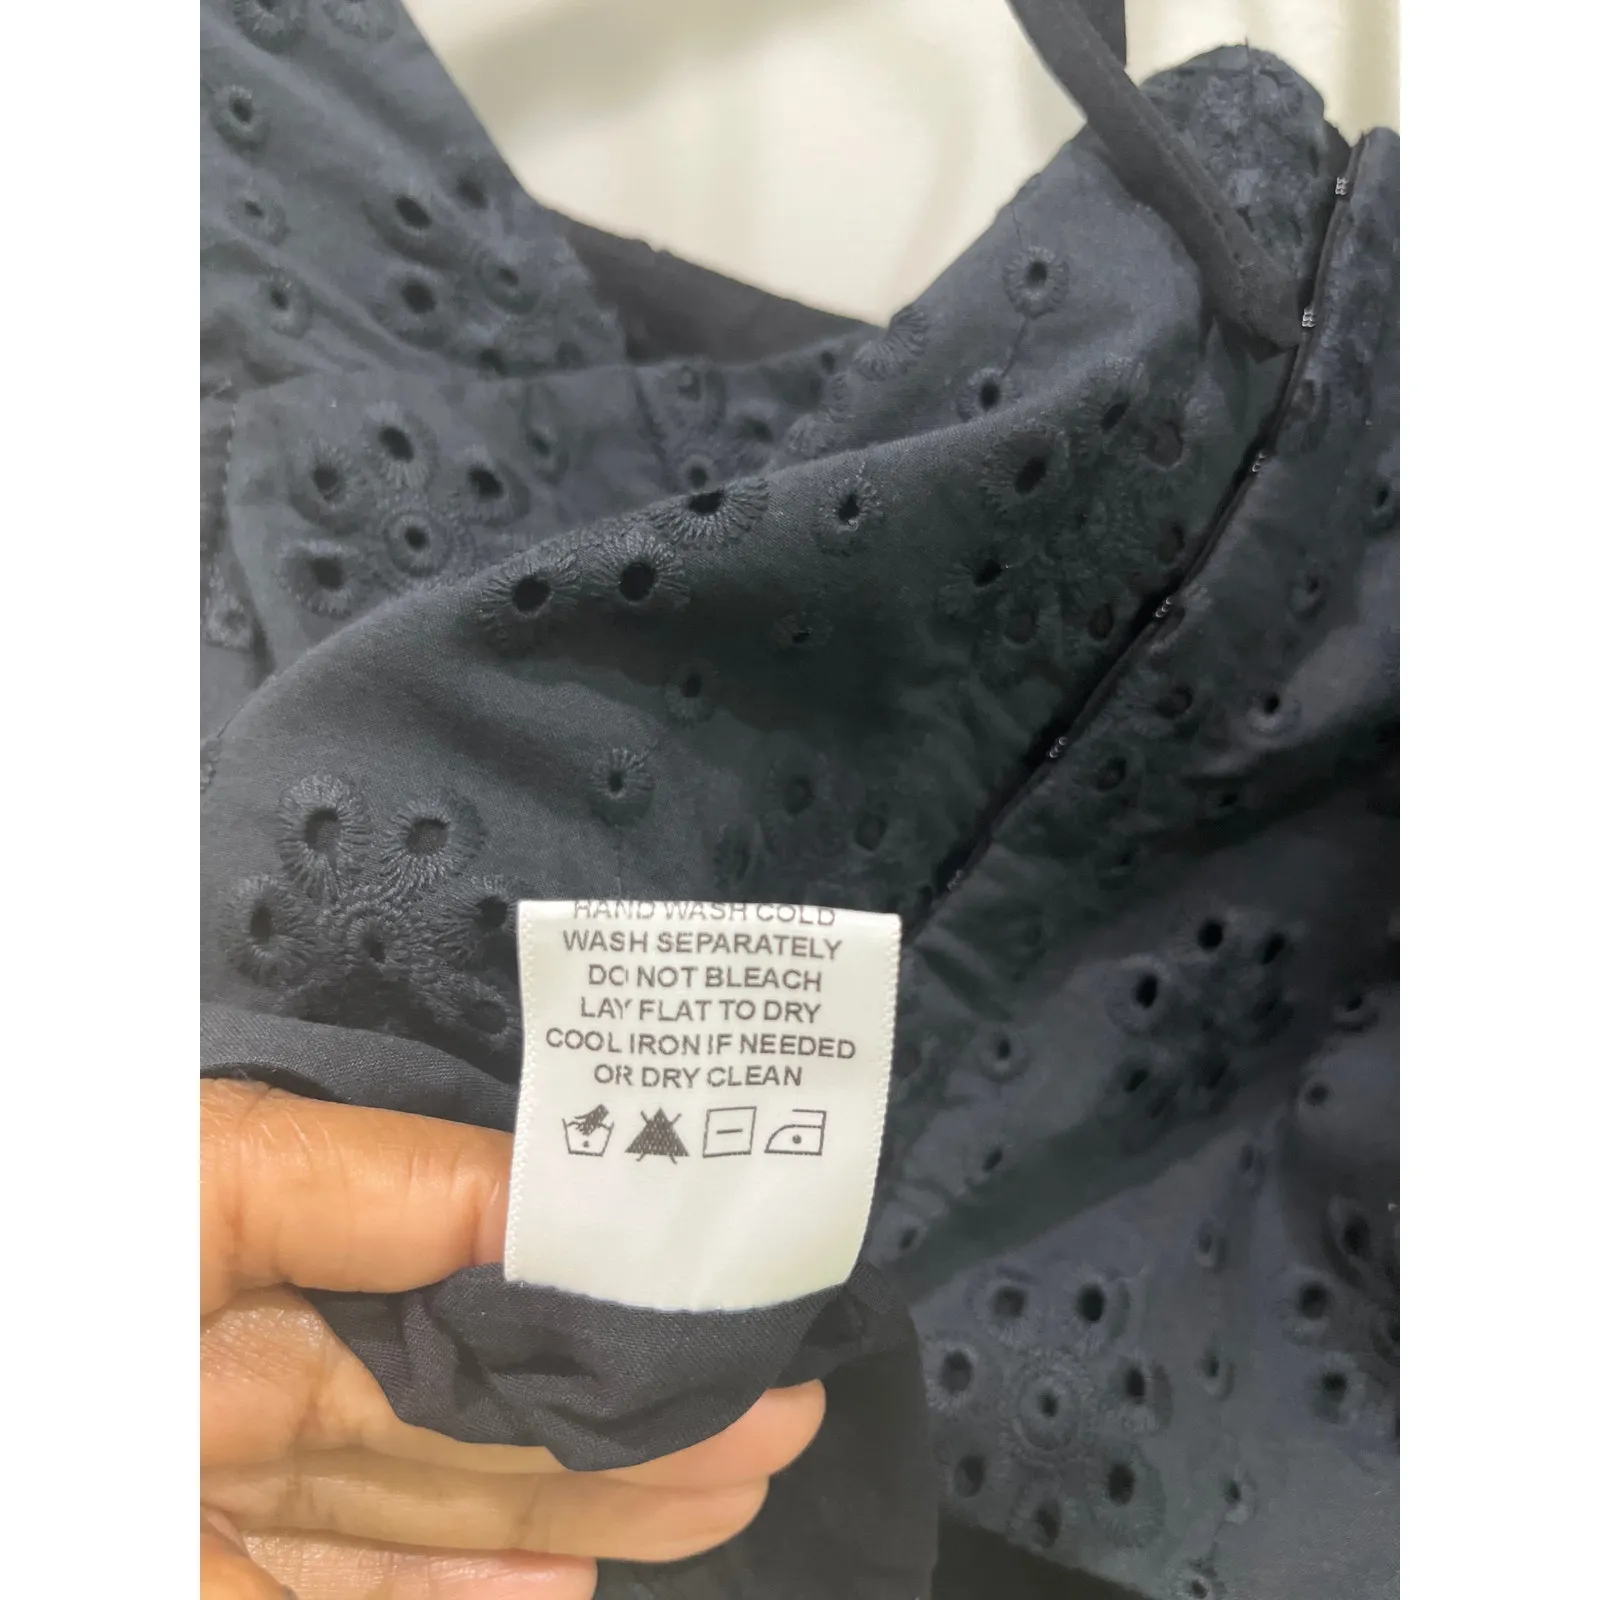 HAND WASH COLD
WASH SEPARATELY
DO NOT BLEACH
LAY FLAT TO DRY
COOL IRON IF NEEDED
OR DRY CLEAN